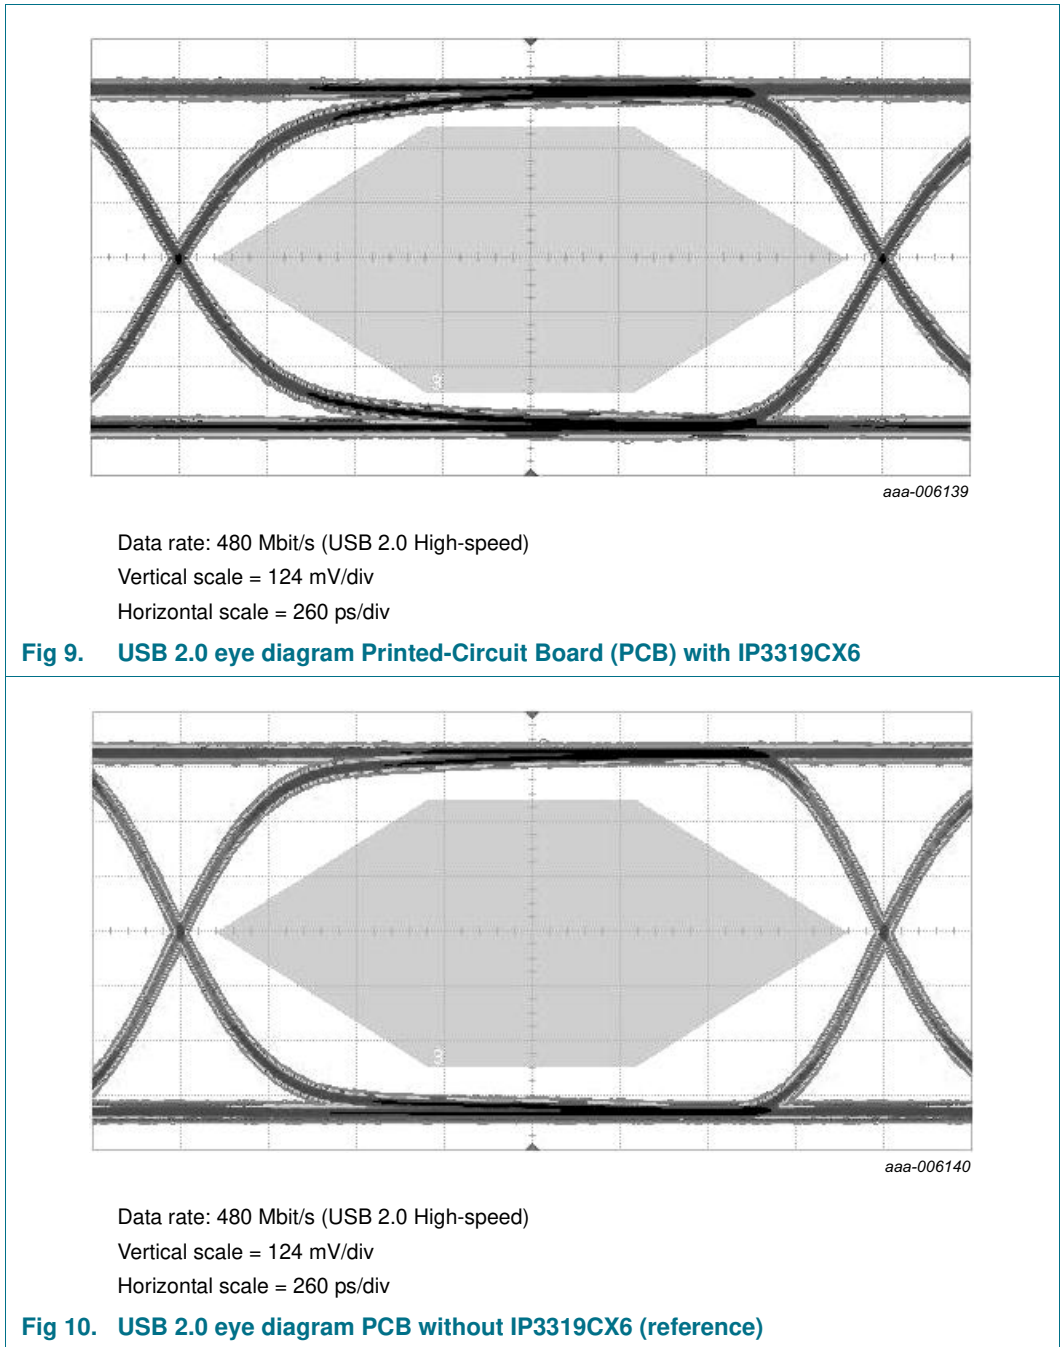 aaa-006139
Data rate: 480 Mbit/s (USB 2.0 High-speed)
Vertical scale = 124 mV/div
Horizontal scale = 260 ps/div
Fig 9. USB 2.0 eye diagram Printed-Circuit Board (PCB) with IP3319CX6
3
aaa-006140
Data rate: 480 Mbit/s (USB 2.0 High-speed)
Vertical scale = 124 mV/div
Horizontal scale = 260 ps/div
Fig 10. USB 2.0 eye diagram PCB without IP3319CX6 (reference)